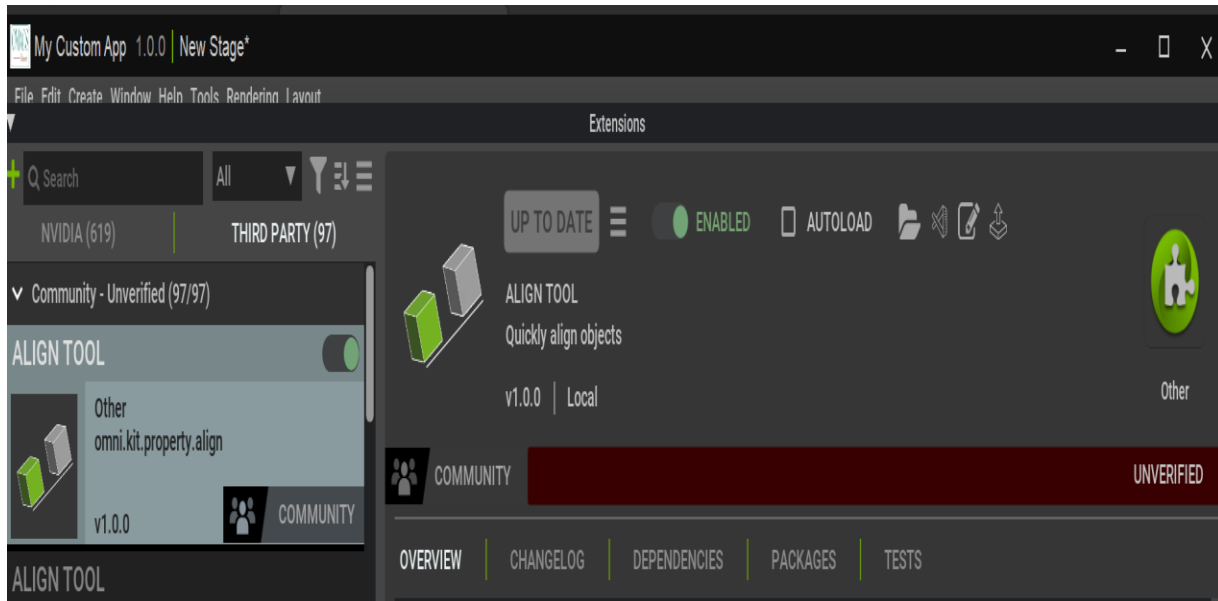 My Custom App 1.0.0 New Stage*
File Edit Create Window Help Tools Rendering Layout
Extensions
Search
All
NVIDIA (619)
THIRD PARTY (97)
Community - Unverified (97/97)
ALIGN TOOL
Other
omni.kit.property.align
v1.0.0
COMMUNITY
ALIGN TOOL
UP TO DATE
ENABLED
AUTOLOAD
ALIGN TOOL
Quickly align objects
v1.0.0 | Local
Other
COMMUNITY
UNVERIFIED
OVERVIEW
CHANGELOG
DEPENDENCIES
PACKAGES
TESTS